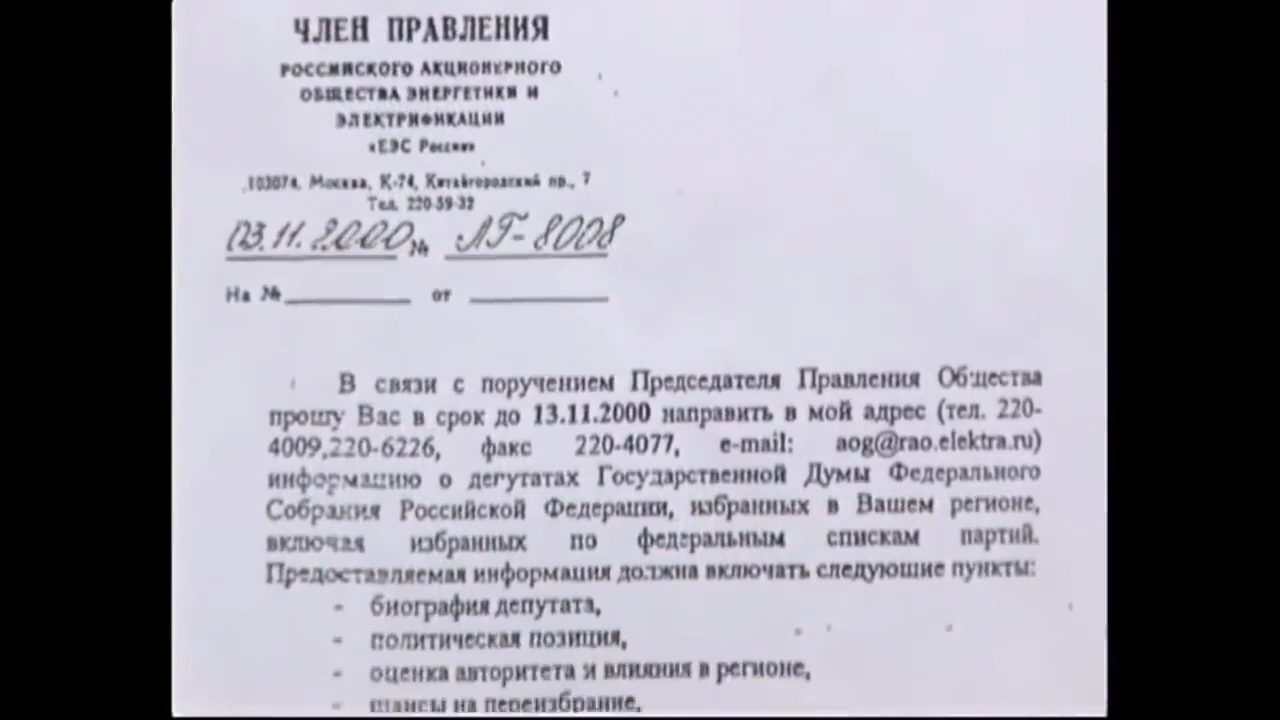 ЧЛЕН ПРАВЛЕНИЯ
РОССИЙСКОГО АКЦИОНЕРНОГО
ОБЩЕСТВА ЭНЕРГЕТИКИ И
ЭЛЕКТРИФИКАЦИИ
«ЕЭС России»
103074, Москва, К-74, Китайгородский пр., 7
Тел. 220-59-32
03.11.2000 № ЛГ-8008
На № от
В связи с поручением Председателя Правления Общества
прошу Вас в срок до 13.11.2000 направить в мой адрес (тел. 220-
4009,220-6226, факс 220-4077, e-mail: aog@rao.elektra.ru)
информацию о депутатах Государственной Думы Федерального
Собрания Российской Федерации, избранных в Вашем регионе,
включая избранных по федеральным спискам партий.
Предоставляемая информация должна включать следующие пункты:
- биография депутата,
- политическая позиция,
- оценка авторитета и влияния в регионе,
- шансы на переизбрание,